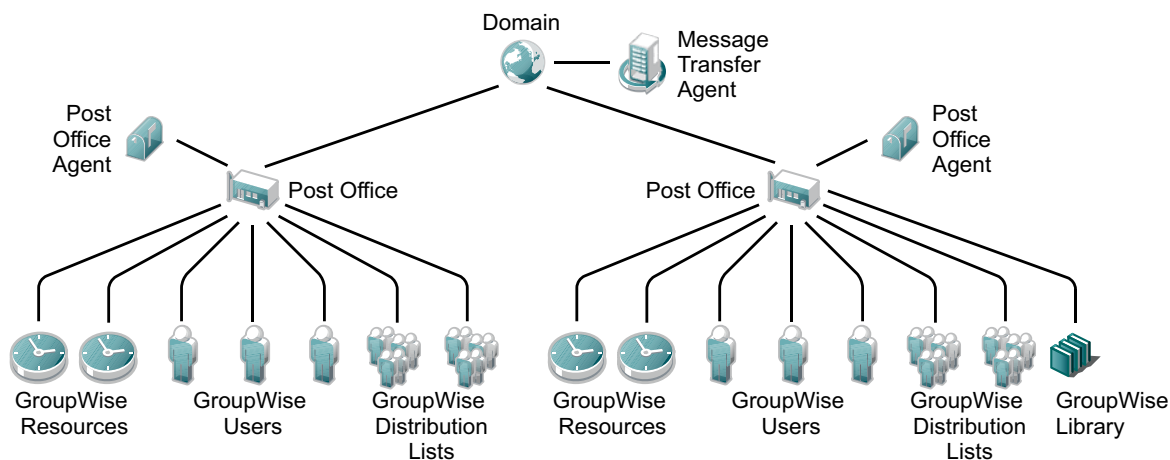 Domain
Message
Transfer
Agent
Post
Office
Agent
Post
Office
Agent
Post Office
Post Office
GroupWise
Resources
GroupWise
Users
GroupWise
Distribution
Lists
GroupWise
Resources
GroupWise
Users
GroupWise
Distribution
Lists
GroupWise
Library